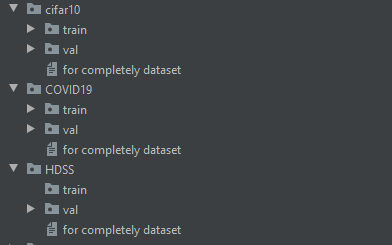 cifar10
train
val
for completely dataset
COVID19
train
val
for completely dataset
HDSS
train
val
for completely dataset